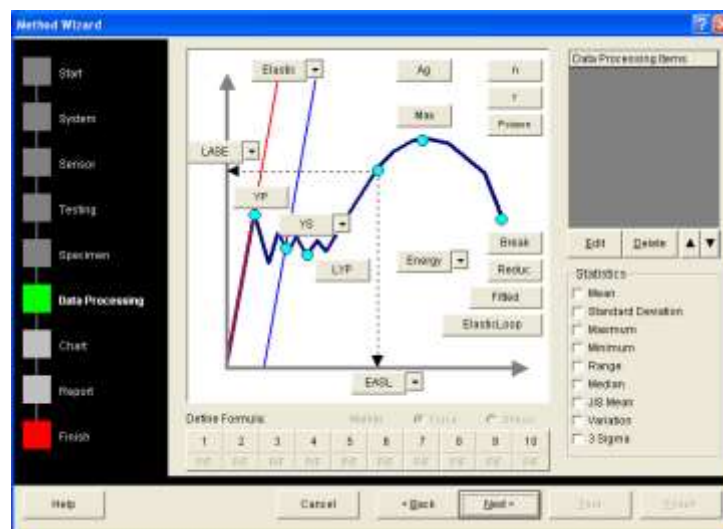 Method Wizard
Start
System
Sensor
Testing
Specimen
Data Processing
Chart
Report
Finish
Elastic
Ag
n
r
Max
LASE
YP
YS
LYP
Energy
Break
Reduc
Fitted
ElasticLoop
EASL
Data Processing Items
Edit
Delete
Statistics
Mean
Standard Deviation
Maximum
Minimum
Range
Median
JIS Mean
Variation
3 Sigma
Define Formula:
1 2 3 4 5 6 7 8 9 10
Help
Cancel
< Back
Next >